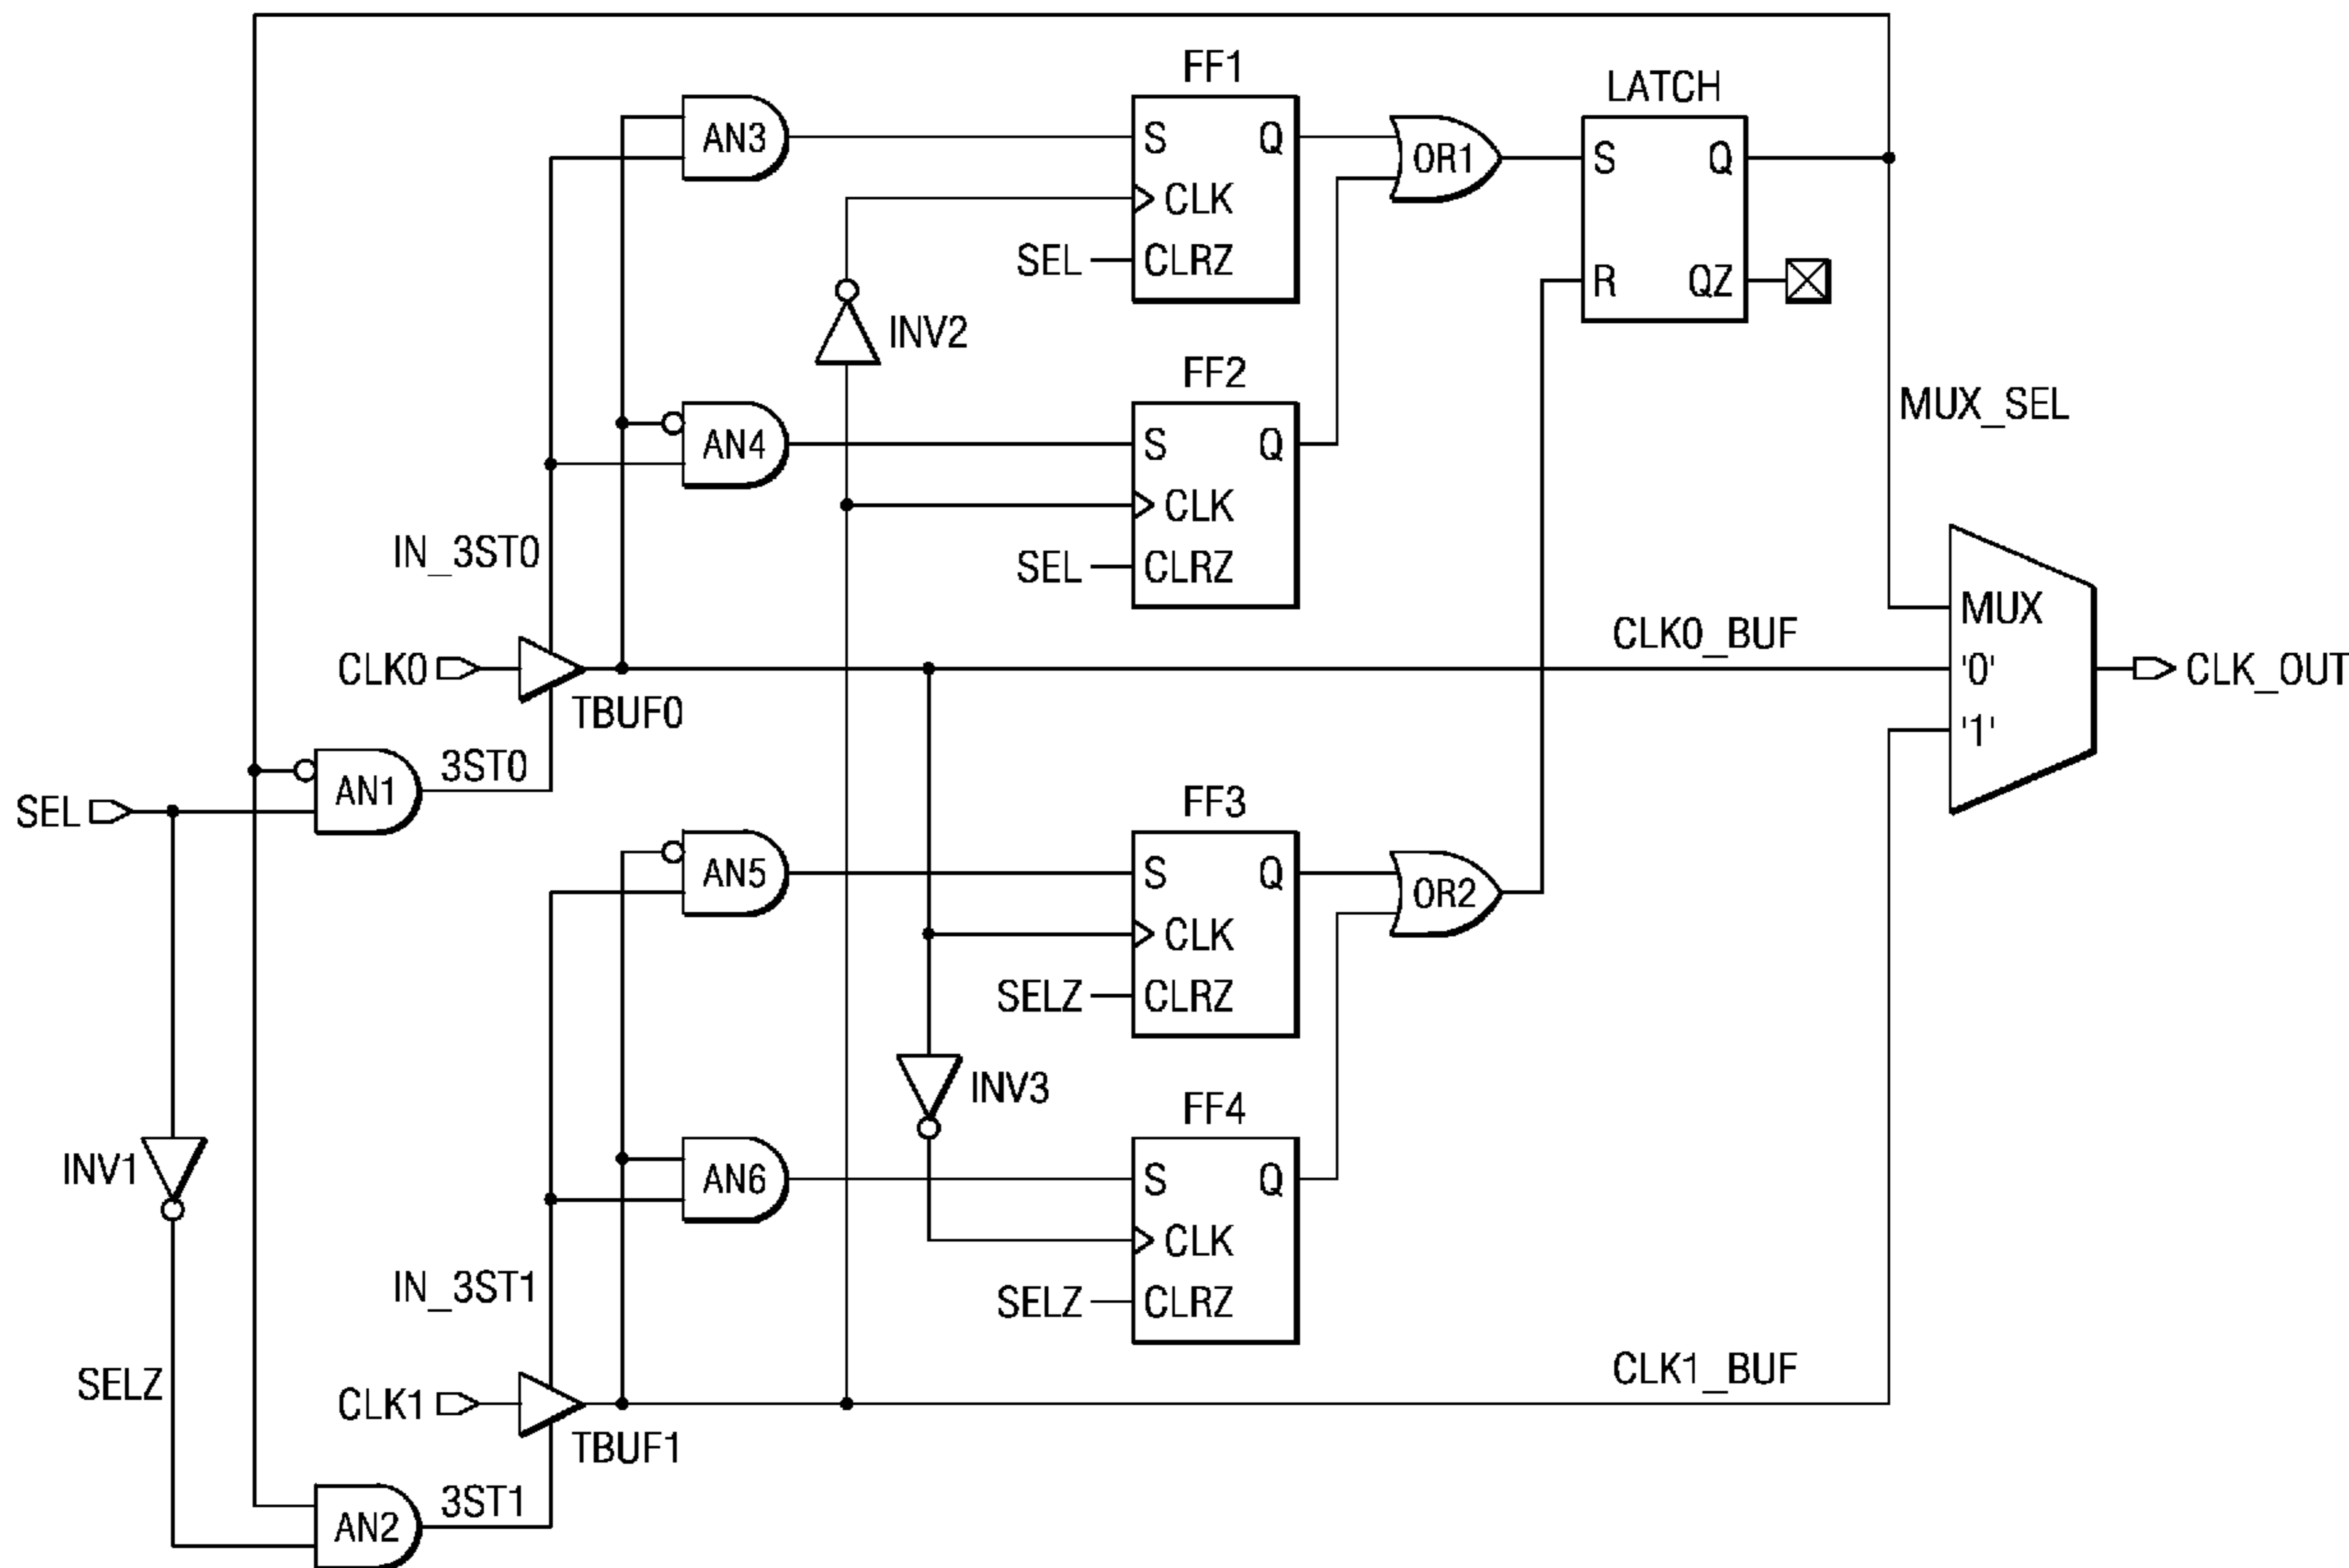 FF1
LATCH
AN3
S
Q
OR1
S
Q
CLK
SEL
CLRZ
R
QZ
INV2
FF2
MUX_SEL
AN4
S
Q
CLK
IN_3ST0
SEL
CLRZ
MUX
CLK0_BUF
CLK0
'0'
CLK_OUT
TBUF0
'1'
3ST0
AN1
SEL
FF3
AN5
S
Q
OR2
CLK
SELZ
CLRZ
INV3
FF4
INV1
AN6
S
Q
CLK
IN_3ST1
SELZ
CLRZ
SELZ
CLK1_BUF
CLK1
TBUF1
3ST1
AN2